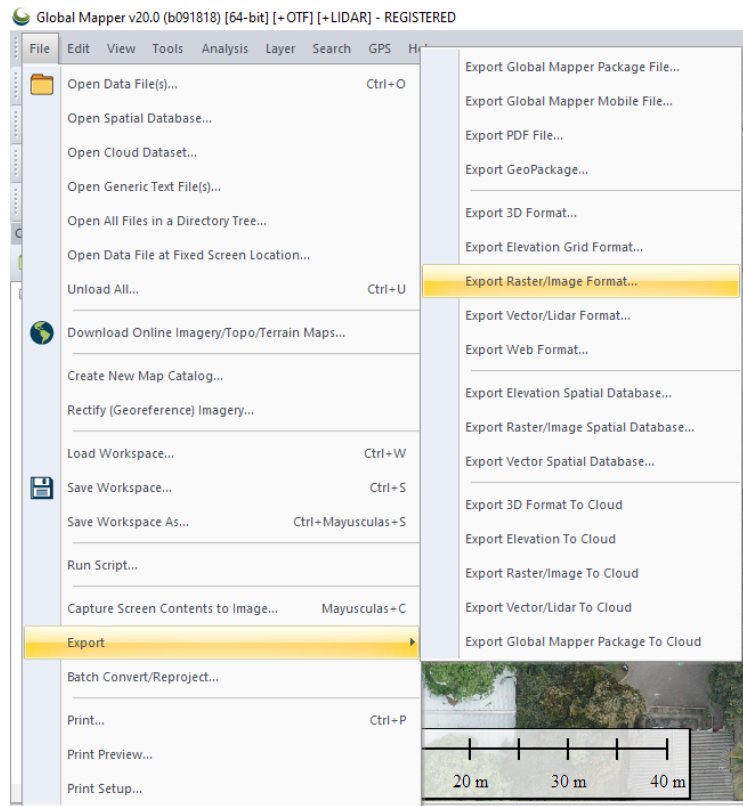 Global Mapper v20.0 (b091818) [64-bit] [+OTF] [+LIDAR] - REGISTERED
File Edit View Tools Analysis Layer Search GPS
Open Data File(s)... Ctrl+O
Open Spatial Database...
Open Cloud Dataset...
Open Generic Text File(s)...
Open All Files in a Directory Tree...
Open Data File at Fixed Screen Location...
Unload All... Ctrl+U
Download Online Imagery/Topo/Terrain Maps...
Create New Map Catalog...
Rectify (Georeference) Imagery...
Load Workspace... Ctrl+W
Save Workspace... Ctrl+S
Save Workspace As... Ctrl+Mayusculas+S
Run Script...
Capture Screen Contents to Image... Mayusculas+C
Export
Batch Convert/Reproject...
Print... Ctrl+P
Print Preview...
Print Setup...
Export Global Mapper Package File...
Export Global Mapper Mobile File...
Export PDF File...
Export GeoPackage...
Export 3D Format...
Export Elevation Grid Format...
Export Raster/Image Format...
Export Vector/Lidar Format...
Export Web Format...
Export Elevation Spatial Database...
Export Raster/Image Spatial Database...
Export Vector Spatial Database...
Export 3D Format To Cloud
Export Elevation To Cloud
Export Raster/Image To Cloud
Export Vector/Lidar To Cloud
Export Global Mapper Package To Cloud
20 m 30 m 40 m